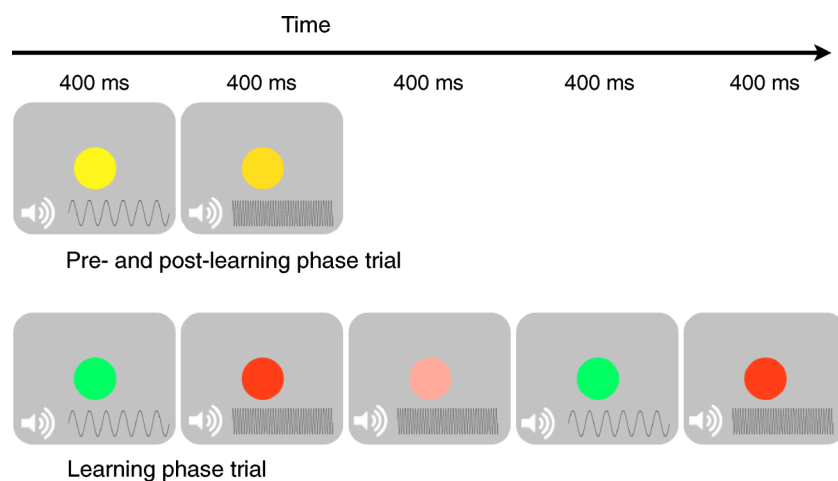 Time
400 ms 400 ms 400 ms 400 ms 400 ms
Pre- and post-learning phase trial
Learning phase trial